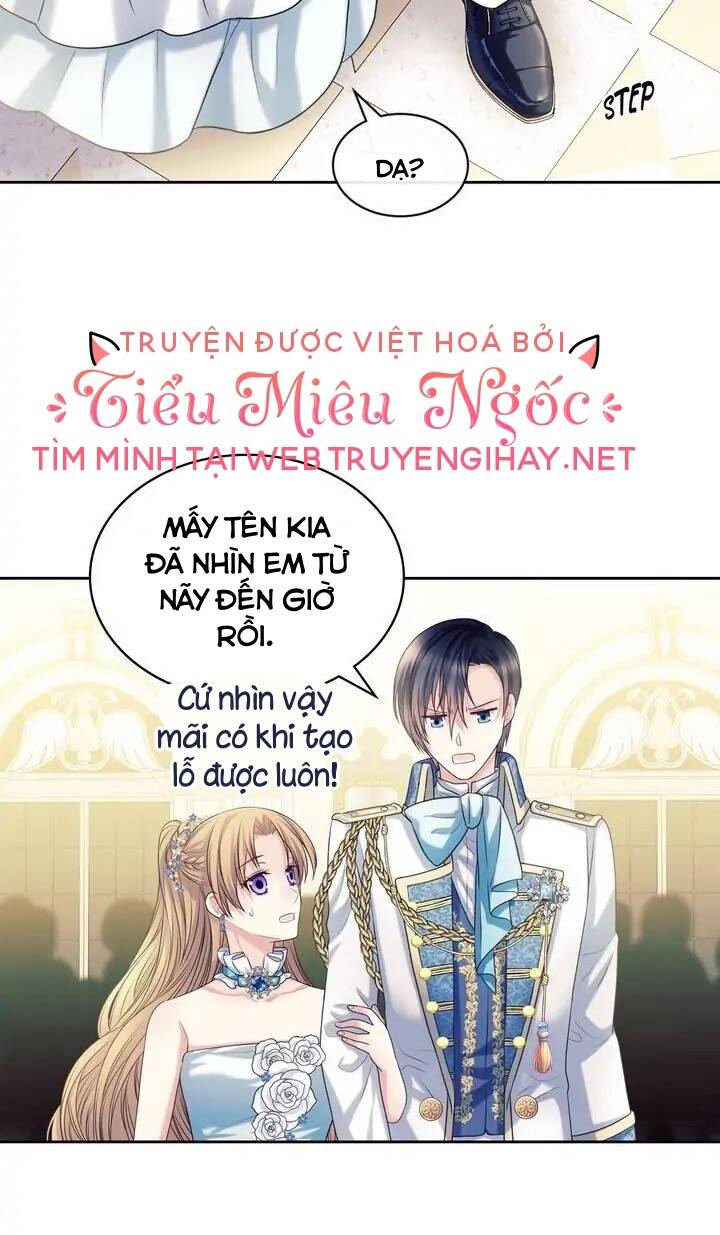 STEP
DẠ?
TRUYỆN ĐƯỢC VIỆT HOÁ BỞI
Tiểu Miêu Ngốc
TÌM MÌNH TẠI WEB TRUYENGIHAY.NET
MẤY TÊN KIA
ĐÃ NHÌN EM TỪ
NÃY ĐẾN GIỜ
RỒI.
Cứ nhìn vậy
mãi có khi tạo
lỗ được luôn!